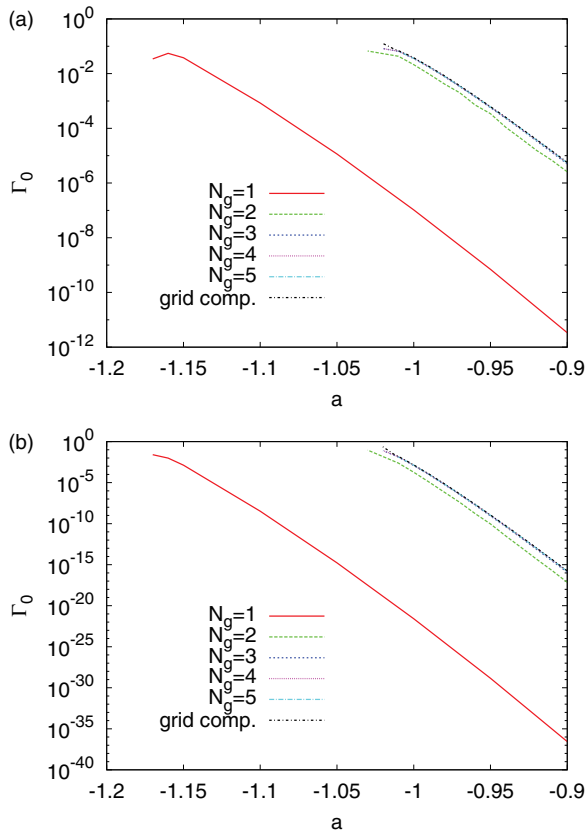 (a)
10^0
10^-2
10^-4
10^-6
10^-8
10^-10
10^-12
Γ_0
N_g=1
N_g=2
N_g=3
N_g=4
N_g=5
grid comp.
-1.2 -1.15 -1.1 -1.05 -1 -0.95 -0.9
a
(b)
10^0
10^-5
10^-10
10^-15
10^-20
10^-25
10^-30
10^-35
10^-40
Γ_0
N_g=1
N_g=2
N_g=3
N_g=4
N_g=5
grid comp.
-1.2 -1.15 -1.1 -1.05 -1 -0.95 -0.9
a